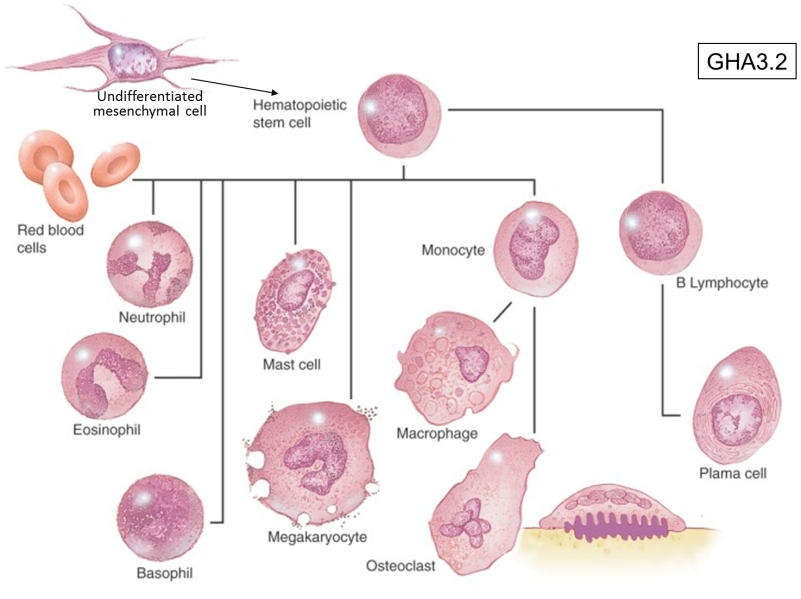 GHA3.2
Undifferentiated
mesenchymal cell
Hematopoietic
stem cell
Red blood
cells
Neutrophil
Monocyte
B Lymphocyte
Mast cell
Eosinophil
Macrophage
Plama cell
Megakaryocyte
Osteoclast
Basophil